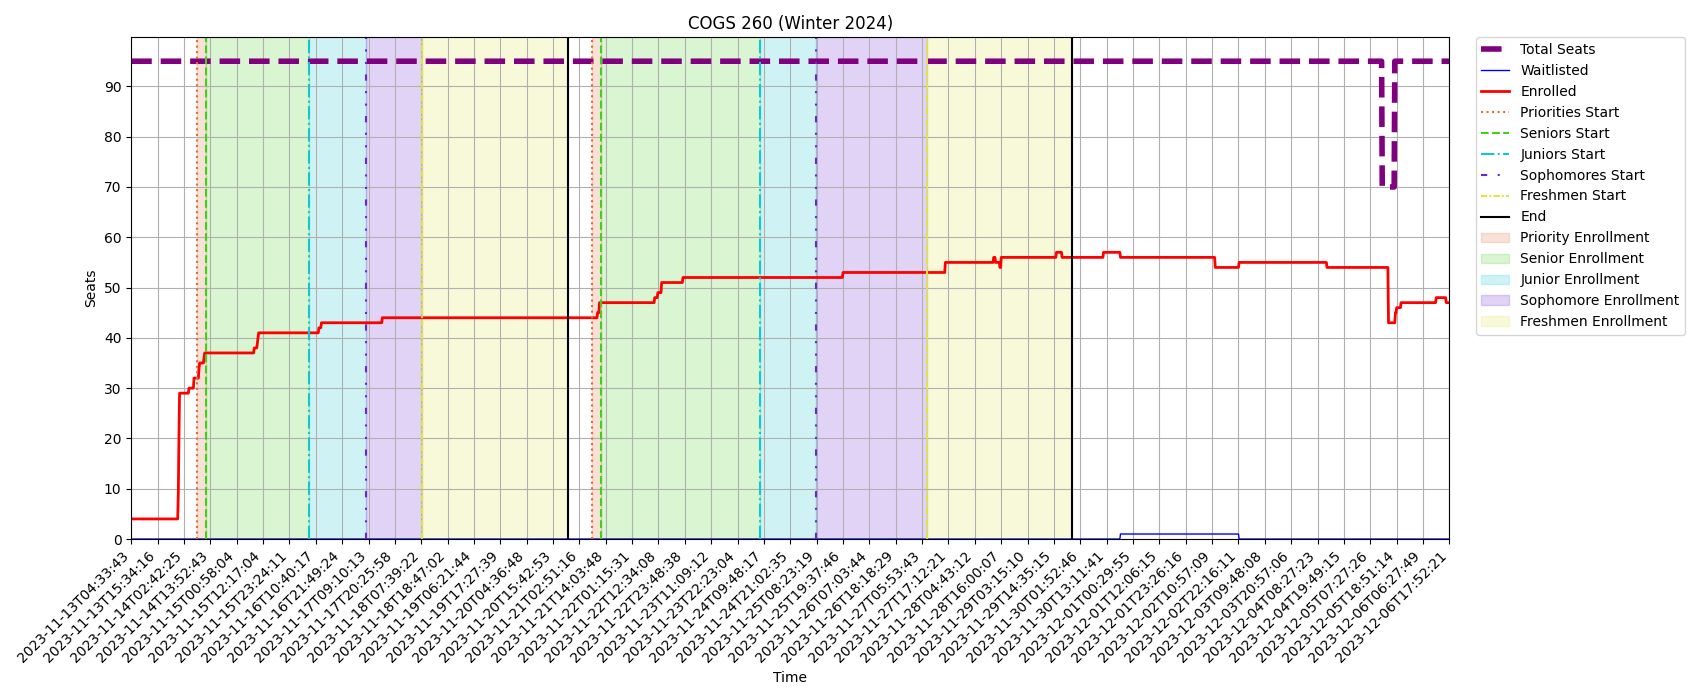 COGS 260 (Winter 2024)
Seats
90
80
70
60
50
40
30
20
10
0
2023-11-13T04:33:43
2023-11-13T15:34:16
2023-11-14T02:42:25
2023-11-14T13:52:43
2023-11-15T00:58:04
2023-11-15T12:17:04
2023-11-15T23:24:11
2023-11-16T10:40:17
2023-11-16T21:49:24
2023-11-17T09:10:13
2023-11-17T20:25:58
2023-11-18T07:39:22
2023-11-18T18:47:02
2023-11-19T06:21:44
2023-11-19T17:27:39
2023-11-20T04:36:48
2023-11-20T15:42:53
2023-11-21T02:51:16
2023-11-21T14:03:48
2023-11-22T01:15:31
2023-11-22T12:34:08
2023-11-22T23:48:38
2023-11-23T11:09:12
2023-11-23T22:23:04
2023-11-24T09:48:17
2023-11-24T21:02:35
2023-11-25T08:23:19
2023-11-25T19:37:46
2023-11-26T07:03:44
2023-11-26T18:18:29
2023-11-27T05:53:43
2023-11-27T17:12:21
2023-11-28T04:43:12
2023-11-28T16:00:07
2023-11-29T03:15:10
2023-11-29T14:35:15
2023-11-30T01:52:46
2023-11-30T13:11:41
2023-12-01T00:29:55
2023-12-01T12:06:15
2023-12-01T23:26:16
2023-12-02T10:57:09
2023-12-02T22:16:11
2023-12-03T09:48:08
2023-12-03T20:57:06
2023-12-04T08:27:23
2023-12-04T19:49:15
2023-12-05T07:27:26
2023-12-05T18:51:14
2023-12-06T06:27:49
2023-12-06T17:52:21
Time
Total Seats
Waitlisted
Enrolled
Priorities Start
Seniors Start
Juniors Start
Sophomores Start
Freshmen Start
End
Priority Enrollment
Senior Enrollment
Junior Enrollment
Sophomore Enrollment
Freshmen Enrollment